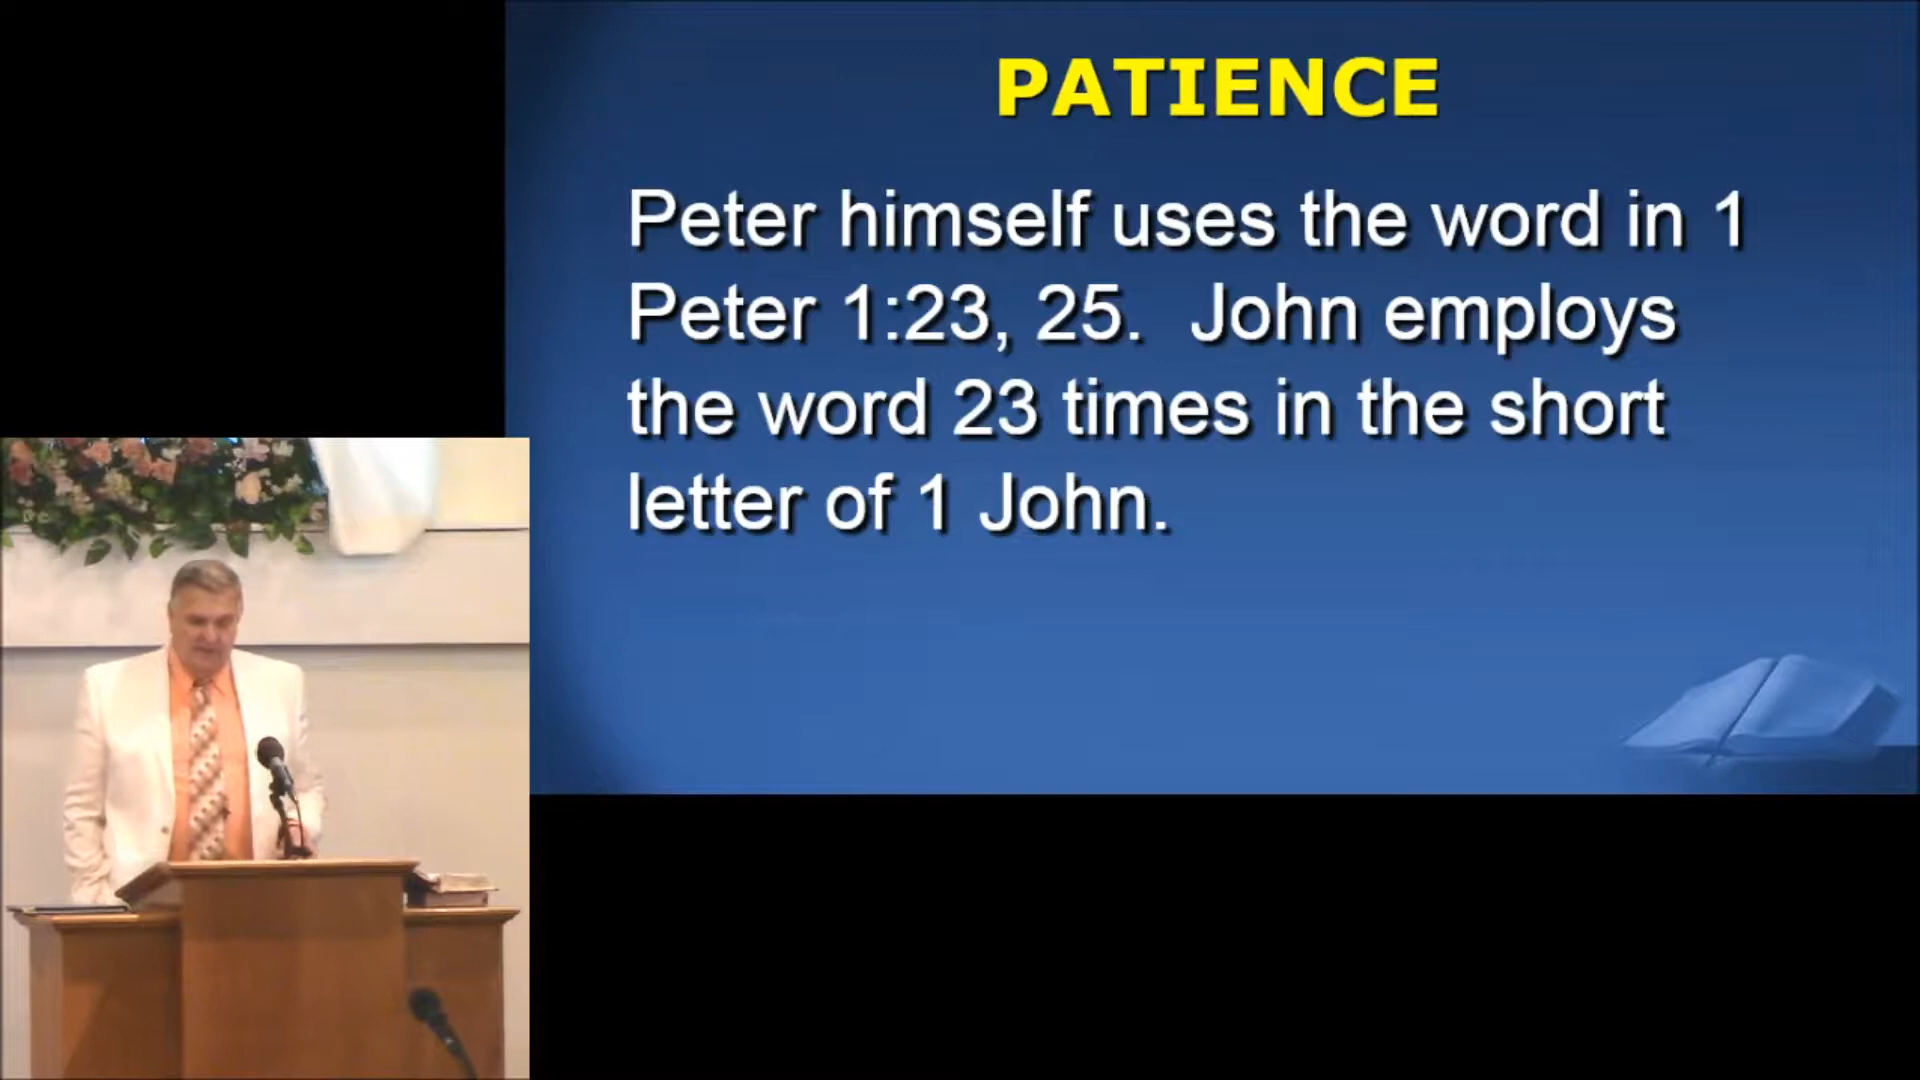 PATIENCE
Peter himself uses the word in 1
Peter 1:23, 25.  John employs
the word 23 times in the short
letter of 1 John.